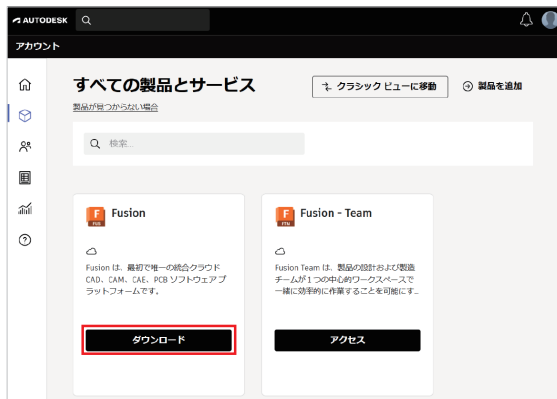 AUTODESK
アカウント
すべての製品とサービス
クラシック ビューに移動
製品を追加
製品が見つからない場合
検索...
Fusion
Fusion は、最初で唯一の統合クラウド
CAD、CAM、CAE、PCB ソフトウェア プ
ラットフォームです。
ダウンロード
Fusion - Team
Fusion Team は、製品の設計および製造
チームが 1 つの中心的ワークスペースで
一緒に効率的に作業することを可能にす...
アクセス